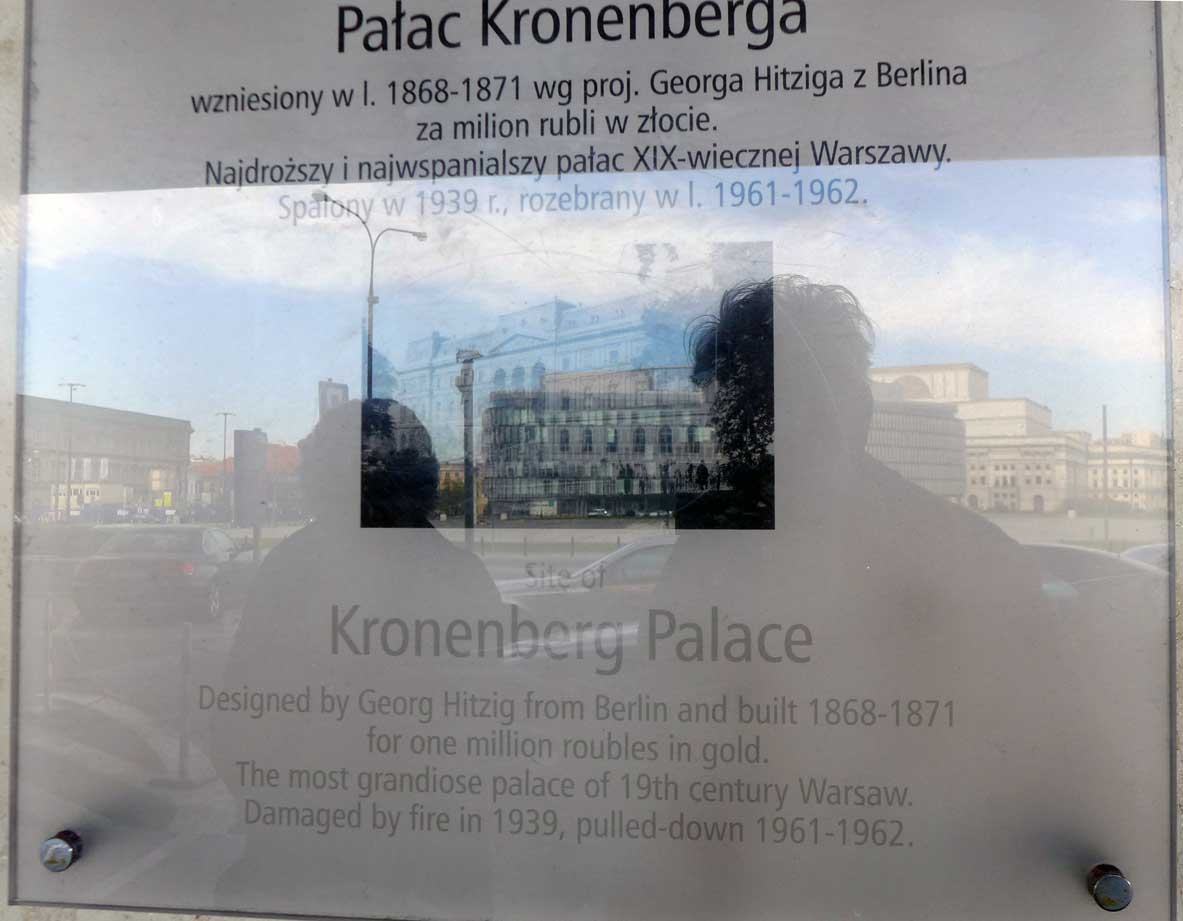 Pałac Kronenberga
wzniesiony w l. 1868-1871 wg proj. Georga Hitziga z Berlina
za milion rubli w złocie.
Najdroższy i najwspanialszy pałac XIX-wiecznej Warszawy.
Spalony w 1939 r., rozebrany w l. 1961-1962.
Site of
Kronenberg Palace
Designed by Georg Hitzig from Berlin and built 1868-1871
for one million roubles in gold.
The most grandiose palace of 19th century Warsaw.
Damaged by fire in 1939, pulled-down 1961-1962.